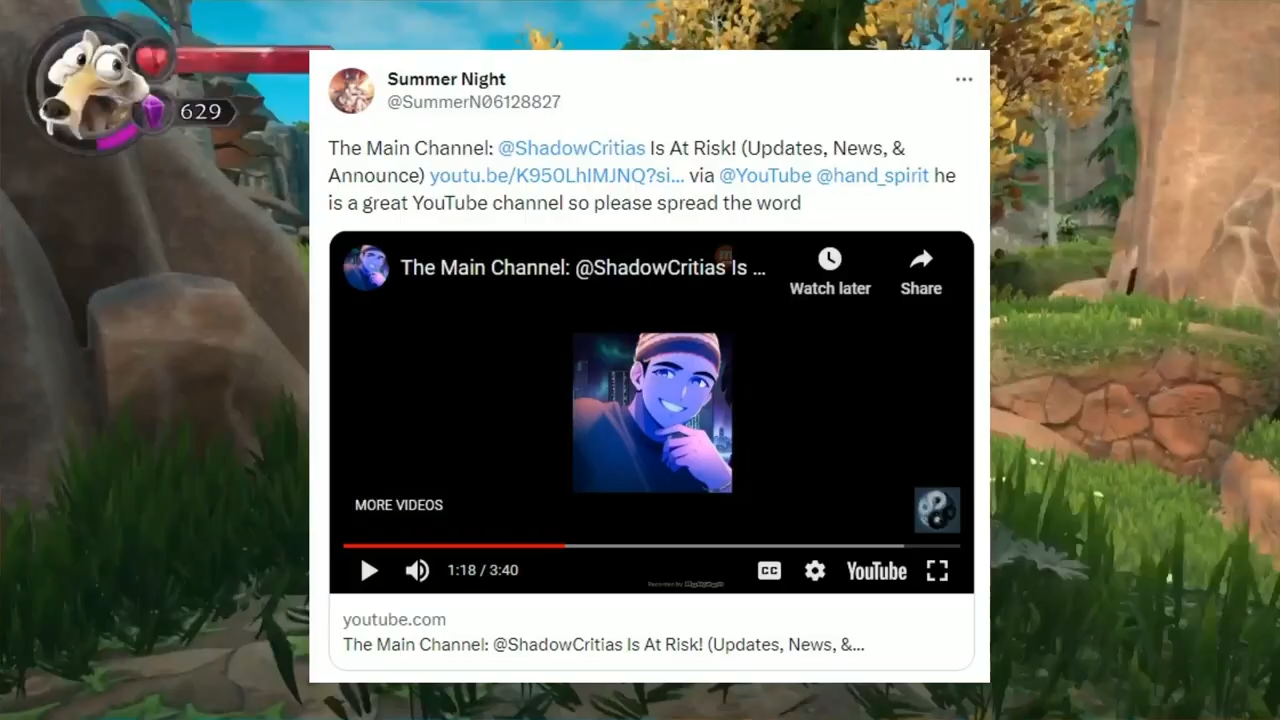 629
Summer Night
@SummerN06128827
The Main Channel: @ShadowCritias Is At Risk! (Updates, News, &
Announce) youtu.be/K950LhIMJNQ?si... via @YouTube @hand_spirit he
is a great YouTube channel so please spread the word
The Main Channel: @ShadowCritias Is ...
Watch later
Share
MORE VIDEOS
1:18 / 3:40
CC
YouTube
Recorded by
youtube.com
The Main Channel: @ShadowCritias Is At Risk! (Updates, News, &...